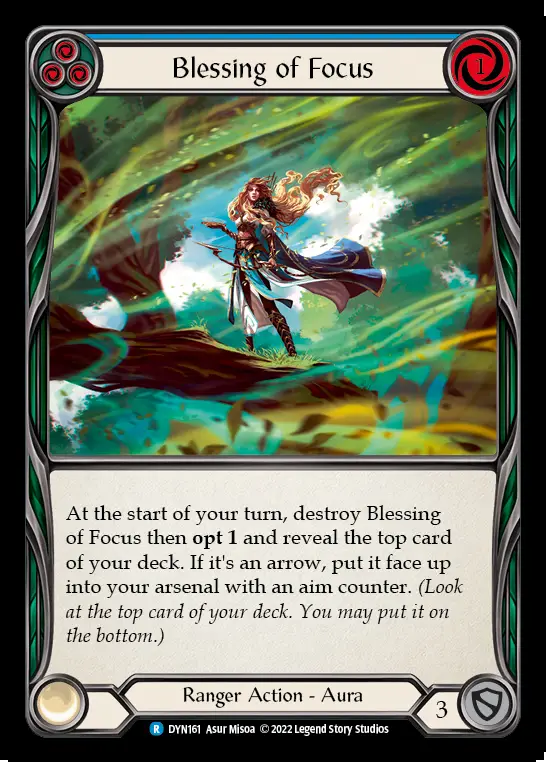 Blessing of Focus
1
At the start of your turn, destroy Blessing
of Focus then opt 1 and reveal the top card
of your deck. If it's an arrow, put it face up
into your arsenal with an aim counter. (Look
at the top card of your deck. You may put it on
the bottom.)
Ranger Action - Aura
3
R DYN161 Asur Misoa © 2022 Legend Story Studios